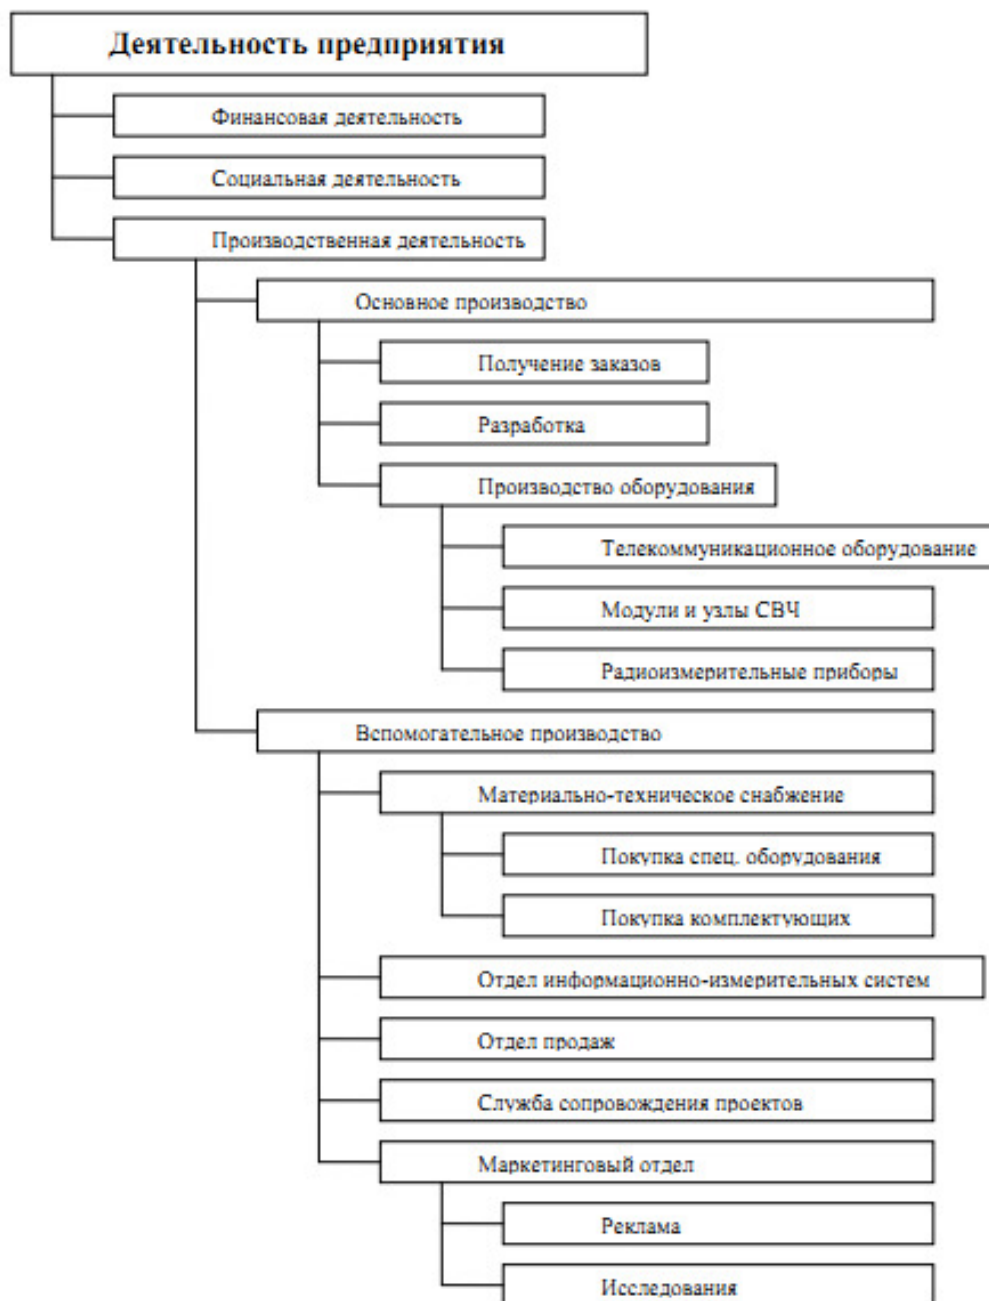 Деятельность предприятия
Финансовая деятельность
Социальная деятельность
Производственная деятельность
Основное производство
Получение заказов
Разработка
Производство оборудования
Телекоммуникационное оборудование
Модули и узлы СВЧ
Радиоизмерительные приборы
Вспомогательное производство
Материально-техническое снабжение
Покупка спец. оборудования
Покупка комплектующих
Отдел информационно-измерительных систем
Отдел продаж
Служба сопровождения проектов
Маркетинговый отдел
Реклама
Исследования